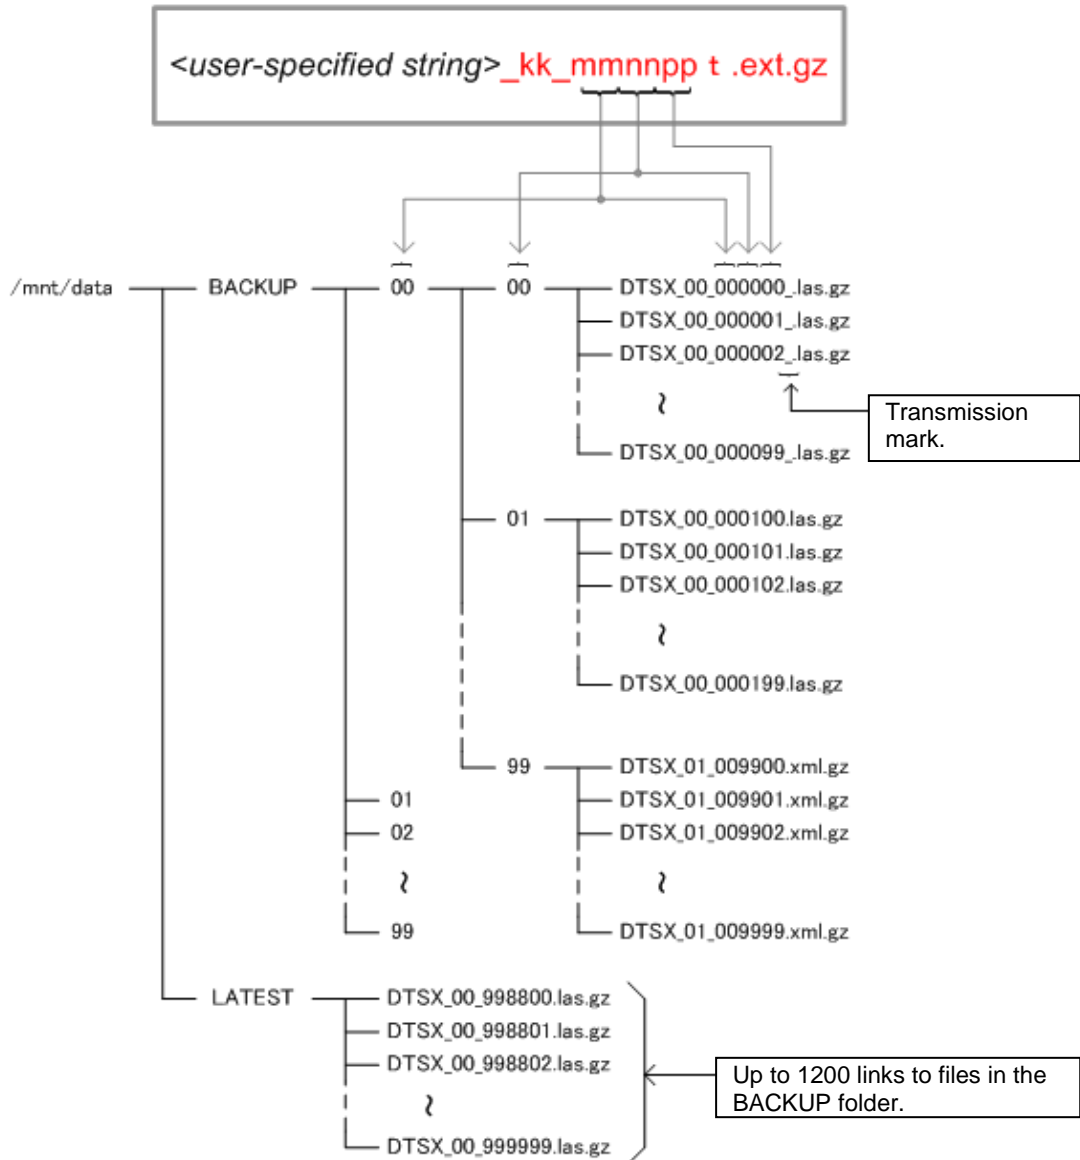 <user-specified string>_kk_mmnnpp t .ext.gz
/mnt/data BACKUP 00 00 DTSX_00_000000_.las.gz
DTSX_00_000001_.las.gz
DTSX_00_000002_.las.gz
~
Transmission
mark.
DTSX_00_000099_.las.gz
01 DTSX_00_000100.las.gz
DTSX_00_000101.las.gz
DTSX_00_000102.las.gz
~
DTSX_00_000199.las.gz
99 DTSX_01_009900.xml.gz
01 DTSX_01_009901.xml.gz
02 DTSX_01_009902.xml.gz
~ ~
99 DTSX_01_009999.xml.gz
LATEST DTSX_00_998800.las.gz
DTSX_00_998801.las.gz
DTSX_00_998802.las.gz
~
DTSX_00_999999.las.gz
Up to 1200 links to files in the
BACKUP folder.